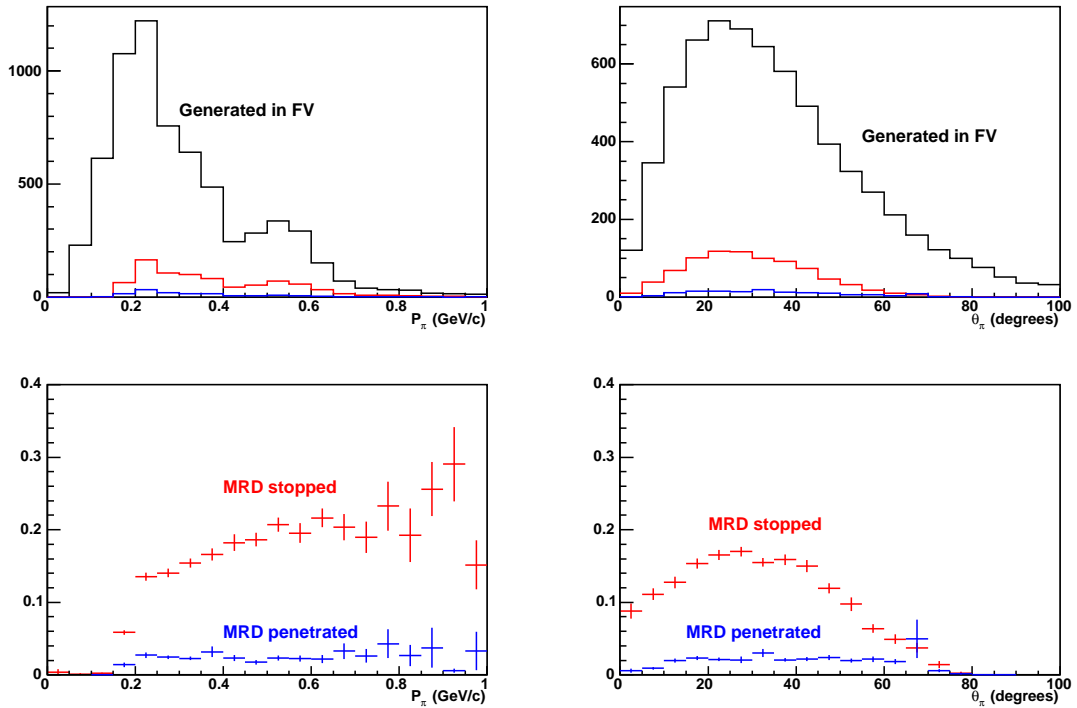 1000
500
0
Generated in FV
0 0.2 0.4 0.6 0.8 1
P_π (GeV/c)
600
400
200
0
Generated in FV
0 20 40 60 80 100
θ_π (degrees)
0.4
0.3
0.2
0.1
0
MRD stopped
MRD penetrated
0 0.2 0.4 0.6 0.8 1
P_π (GeV/c)
0.4
0.3
0.2
0.1
0
MRD stopped
MRD penetrated
0 20 40 60 80 100
θ_π (degrees)